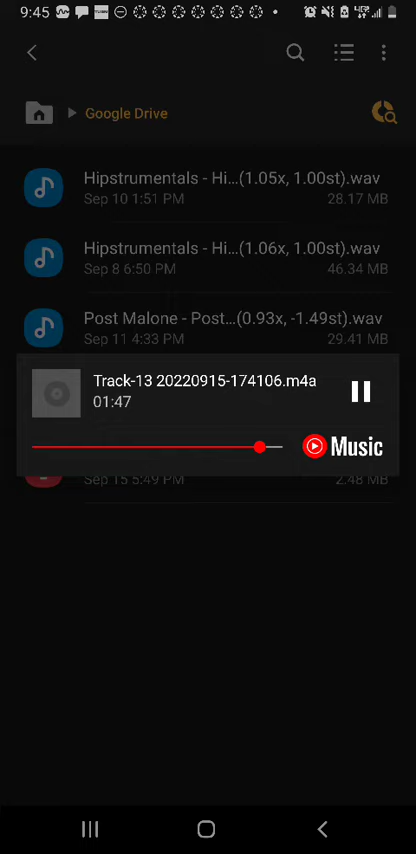 9:45
Google Drive
Hipstrumentals - Hi...(1.05x, 1.00st).wav
Sep 10 1:51 PM 28.17 MB
Hipstrumentals - Hi...(1.06x, 1.00st).wav
Sep 8 6:50 PM 46.34 MB
Post Malone - Post...(0.93x, -1.49st).wav
Sep 11 4:33 PM 29.41 MB
Track-13 20220915-174106.m4a
01:47
Music
Sep 15 5:49 PM 2.48 MB